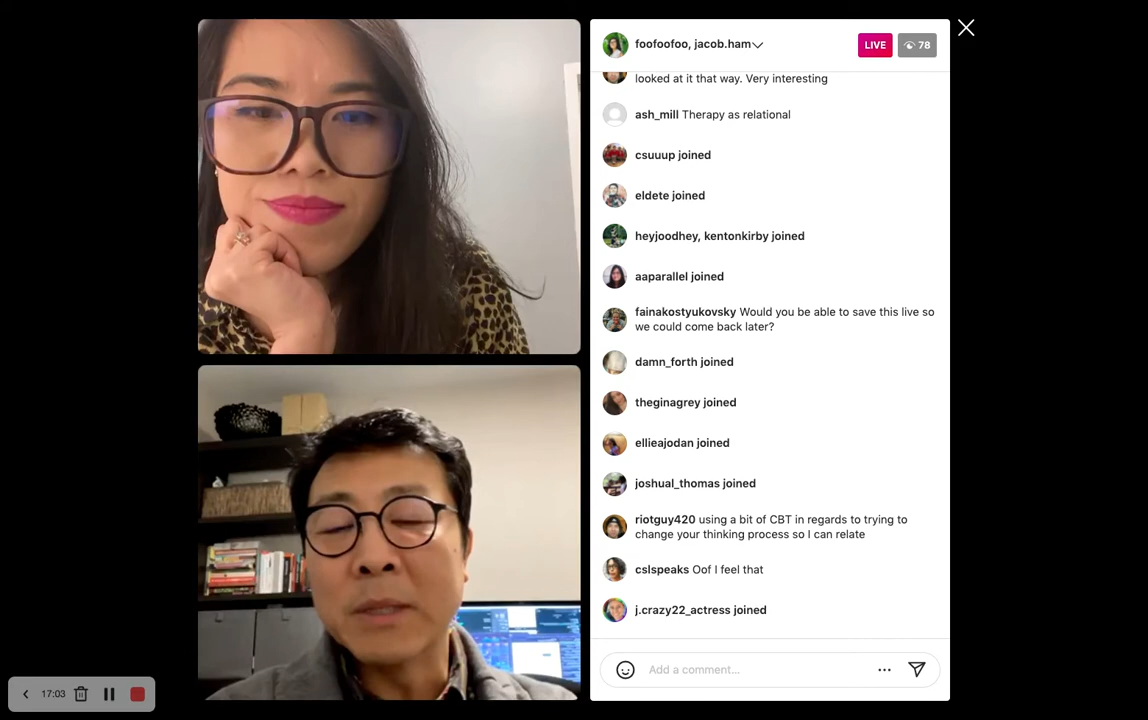 foofoofoo, jacob.ham
LIVE
78
looked at it that way. Very interesting
ash_mill Therapy as relational
csuuup joined
eldete joined
heyjoodhey, kentonkirby joined
aaparallel joined
fainakostyukovsky Would you be able to save this live so
we could come back later?
damn_forth joined
theginagrey joined
ellieajodan joined
joshual_thomas joined
riotguy420 using a bit of CBT in regards to trying to
change your thinking process so I can relate
cslspeaks Oof I feel that
j.crazy22_actress joined
Add a comment...
17:03